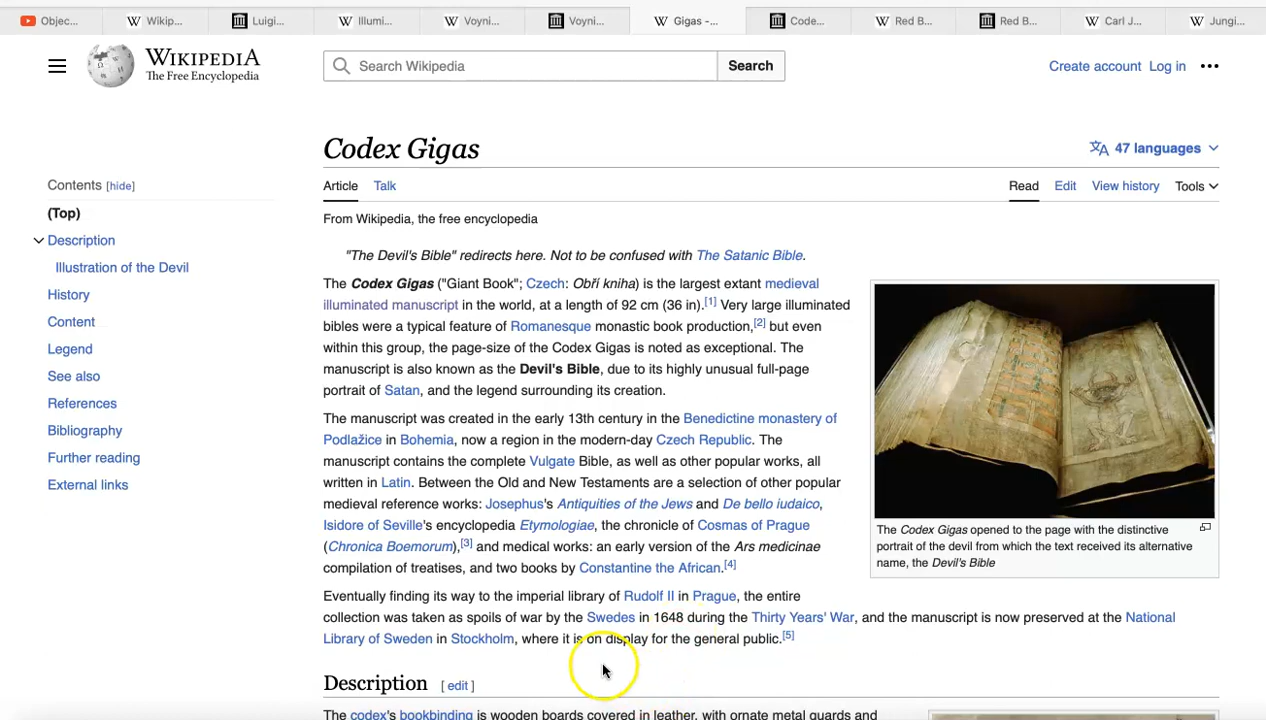 Objec... Wikip... Luigi... Illumi... Voyni... Voyni... Gigas -... Code... Red B... Red B... Carl J... Jungi...
WIKIPEDIA
The Free Encyclopedia
Search Wikipedia Search
Create account Log in
Codex Gigas
47 languages
Article Talk
Read Edit View history Tools
Contents [hide]
(Top)
Description
Illustration of the Devil
History
Content
Legend
See also
References
Bibliography
Further reading
External links
From Wikipedia, the free encyclopedia
"The Devil's Bible" redirects here. Not to be confused with The Satanic Bible.
The Codex Gigas ("Giant Book"; Czech: Obří kniha) is the largest extant medieval
illuminated manuscript in the world, at a length of 92 cm (36 in).[1] Very large illuminated
bibles were a typical feature of Romanesque monastic book production,[2] but even
within this group, the page-size of the Codex Gigas is noted as exceptional. The
manuscript is also known as the Devil's Bible, due to its highly unusual full-page
portrait of Satan, and the legend surrounding its creation.
The manuscript was created in the early 13th century in the Benedictine monastery of
Podlažice in Bohemia, now a region in the modern-day Czech Republic. The
manuscript contains the complete Vulgate Bible, as well as other popular works, all
written in Latin. Between the Old and New Testaments are a selection of other popular
medieval reference works: Josephus's Antiquities of the Jews and De bello iudaico,
Isidore of Seville's encyclopedia Etymologiae, the chronicle of Cosmas of Prague
(Chronica Boemorum),[3] and medical works: an early version of the Ars medicinae
compilation of treatises, and two books by Constantine the African.[4]
Eventually finding its way to the imperial library of Rudolf II in Prague, the entire
collection was taken as spoils of war by the Swedes in 1648 during the Thirty Years' War, and the manuscript is now preserved at the National
Library of Sweden in Stockholm, where it is on display for the general public.[5]
The Codex Gigas opened to the page with the distinctive
portrait of the devil from which the text received its alternative
name, the Devil's Bible
Description [ edit ]
The codex's bookbinding is wooden boards covered in leather, with ornate metal guards and